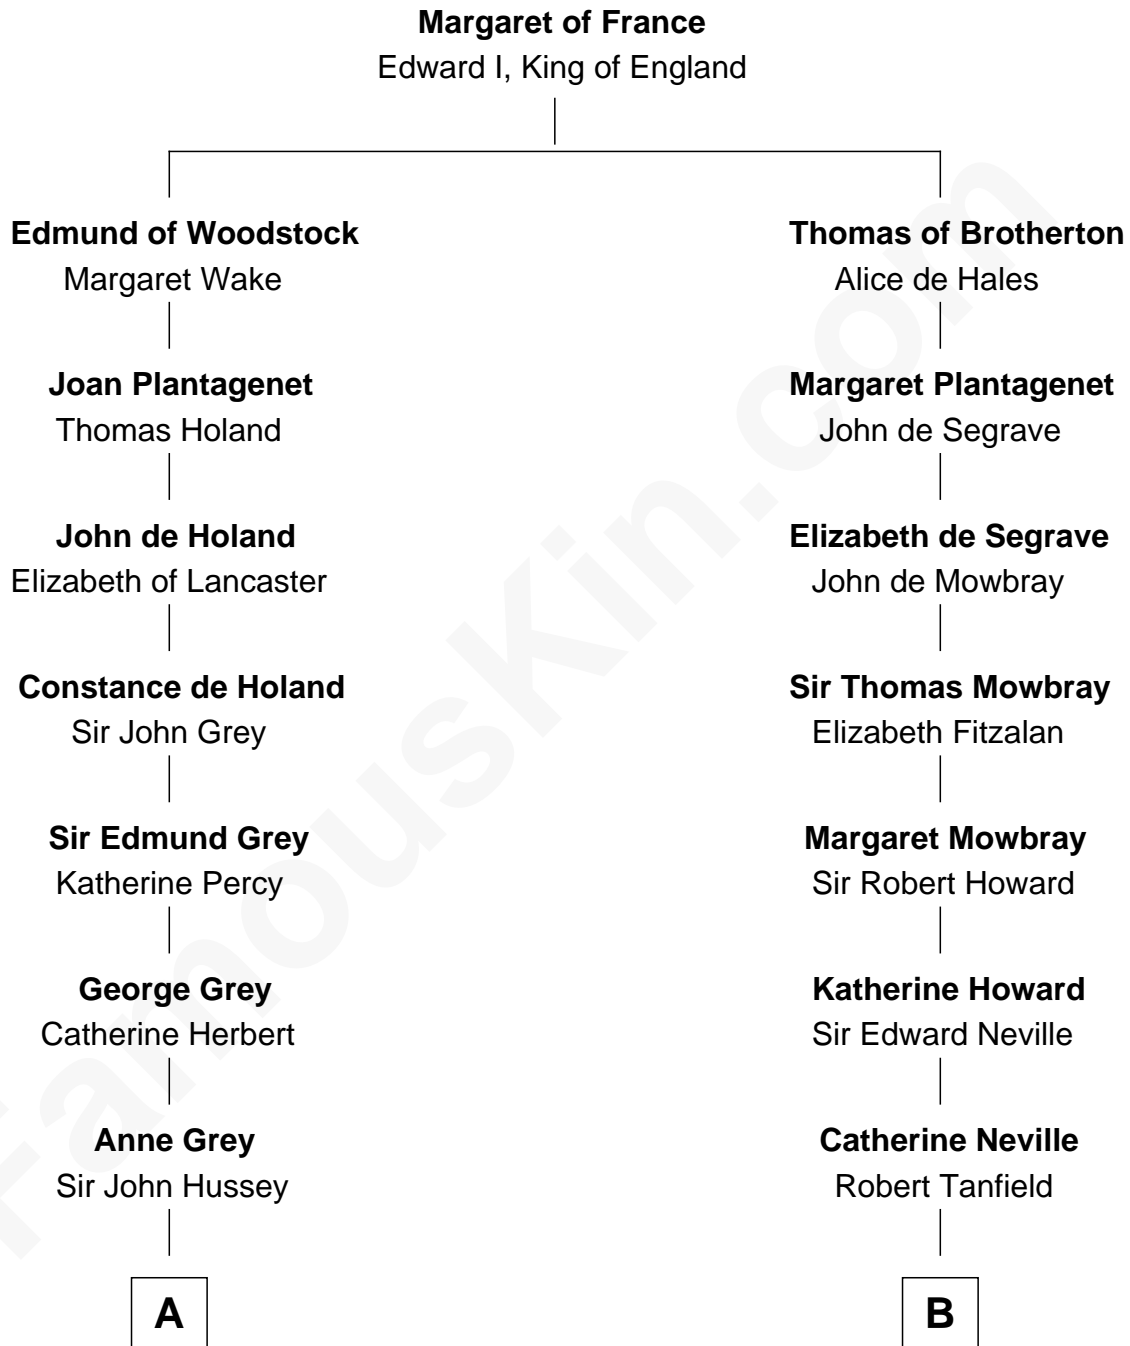 Margaret of France
Edward I, King of England
Edmund of Woodstock
Margaret Wake
Joan Plantagenet
Thomas Holand
John de Holand
Elizabeth of Lancaster
Constance de Holand
Sir John Grey
Sir Edmund Grey
Katherine Percy
George Grey
Catherine Herbert
Anne Grey
Sir John Hussey
A
Thomas of Brotherton
Alice de Hales
Margaret Plantagenet
John de Segrave
Elizabeth de Segrave
John de Mowbray
Sir Thomas Mowbray
Elizabeth Fitzalan
Margaret Mowbray
Sir Robert Howard
Katherine Howard
Sir Edward Neville
Catherine Neville
Robert Tanfield
B
FamousKin.com